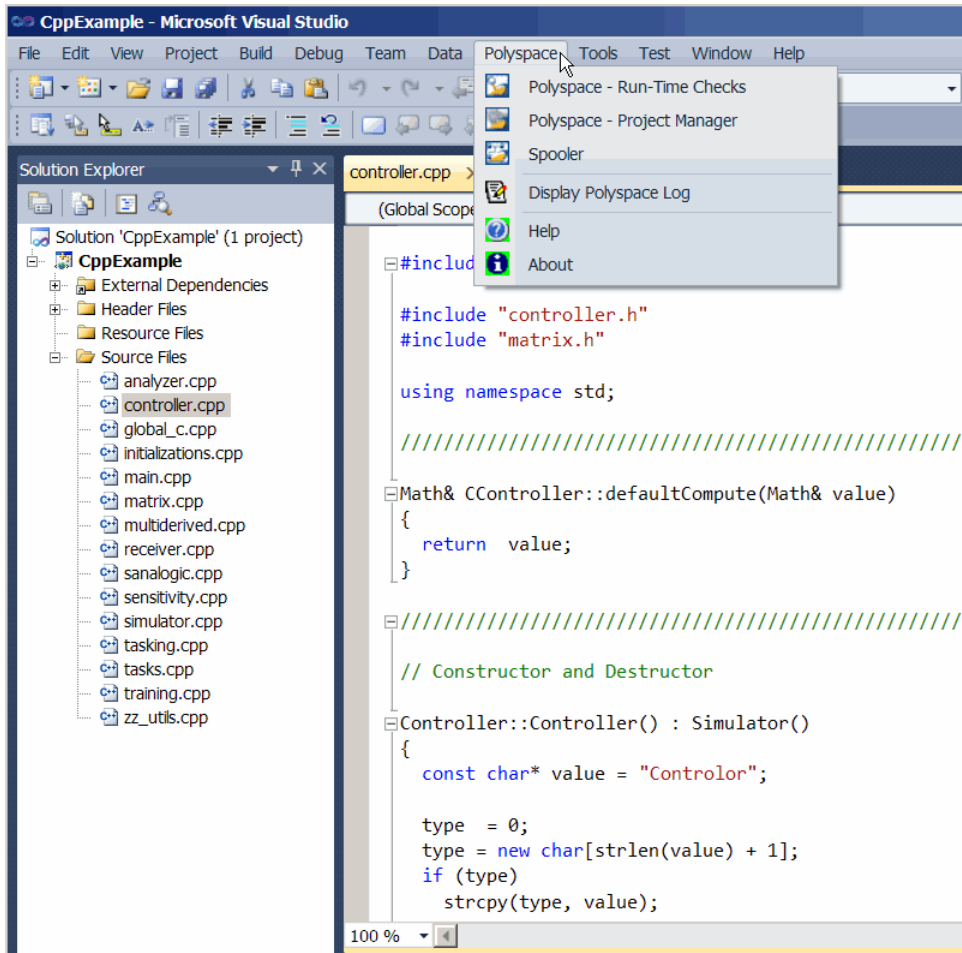 CppExample - Microsoft Visual Studio
File Edit View Project Build Debug Team Data Polyspace Tools Test Window Help
Polyspace - Run-Time Checks
Polyspace - Project Manager
Spooler
Display Polyspace Log
Help
About
Solution Explorer
Solution 'CppExample' (1 project)
CppExample
External Dependencies
Header Files
Resource Files
Source Files
analyzer.cpp
controller.cpp
global_c.cpp
initializations.cpp
main.cpp
matrix.cpp
multiderived.cpp
receiver.cpp
sanalogic.cpp
sensitivity.cpp
simulator.cpp
tasking.cpp
tasks.cpp
training.cpp
zz_utils.cpp
controller.cpp
(Global Scope
#includ
#include "controller.h"
#include "matrix.h"
using namespace std;
////////////////////////////////////////////////////
Math& CController::defaultCompute(Math& value)
{
return value;
}
////////////////////////////////////////////////////
// Constructor and Destructor
Controller::Controller() : Simulator()
{
const char* value = "Controlor";
type = 0;
type = new char[strlen(value) + 1];
if (type)
strcpy(type, value);
100 %